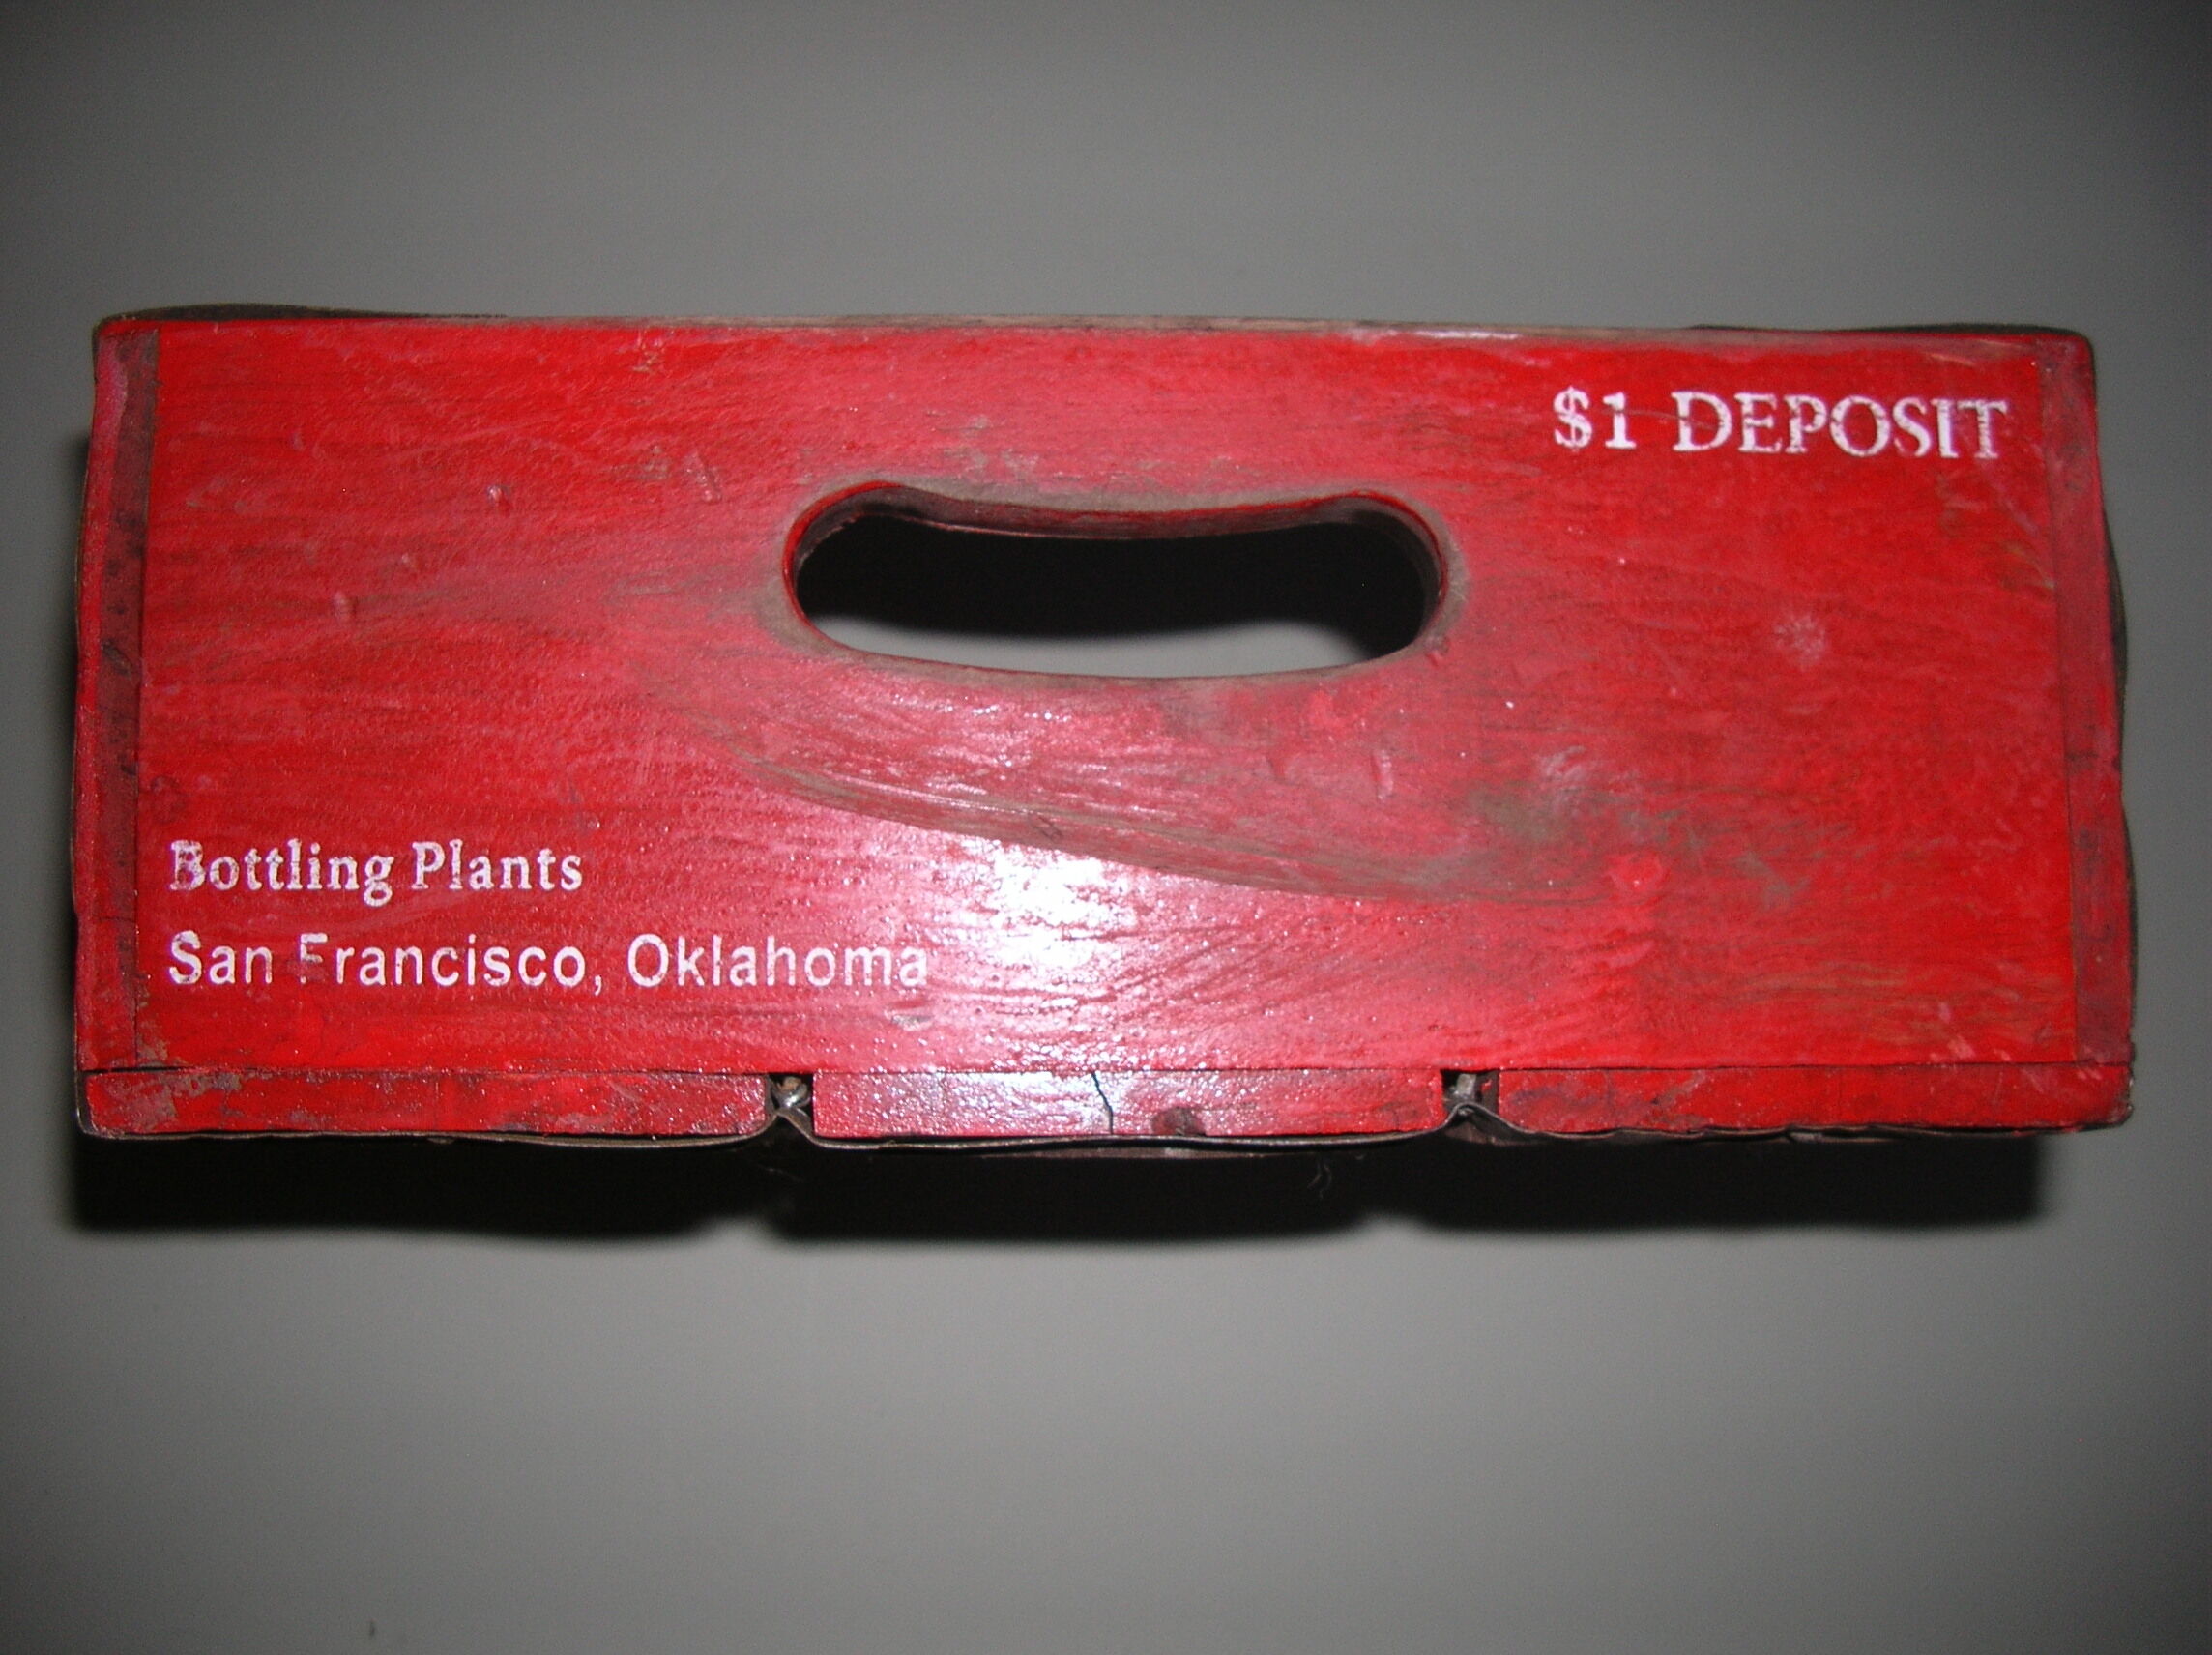 $1 DEPOSIT
Bottling Plants
San Francisco, Oklahoma